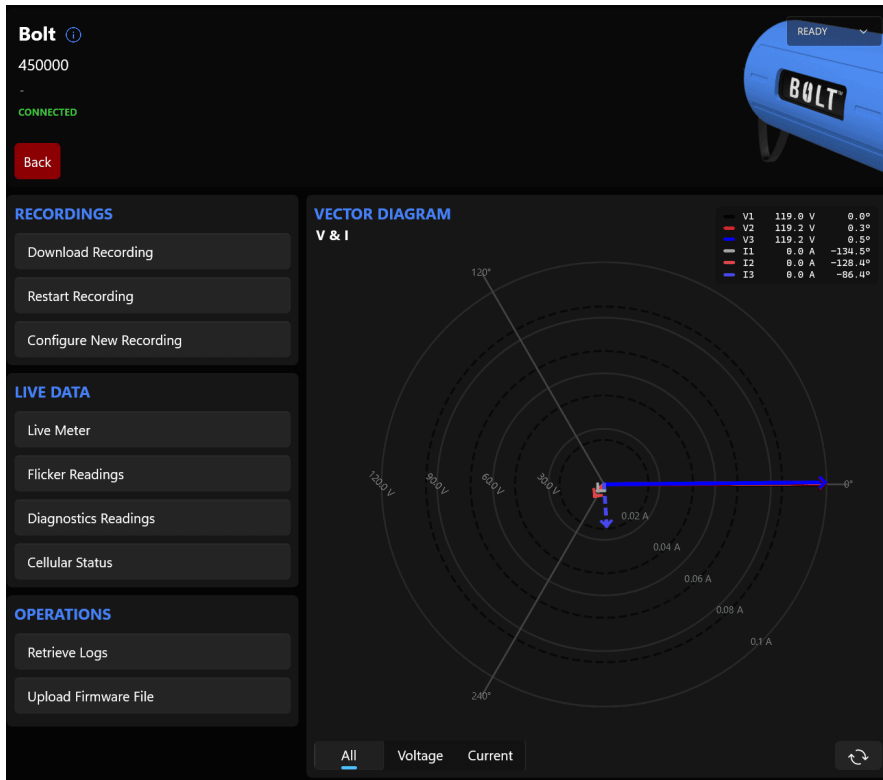 Bolt
READY
450000
-
CONNECTED
BOLT
Back
RECORDINGS
Download Recording
Restart Recording
Configure New Recording
LIVE DATA
Live Meter
Flicker Readings
Diagnostics Readings
Cellular Status
OPERATIONS
Retrieve Logs
Upload Firmware File
VECTOR DIAGRAM
V & I
V1 119.0 V 0.0°
V2 119.2 V 0.3°
V3 119.2 V 0.5°
I1 0.0 A -134.5°
I2 0.0 A -128.4°
I3 0.0 A -86.4°
120°
120.0 V
90.0 V
60.0 V
30.0 V
0°
0.02 A
0.04 A
0.06 A
0.08 A
0.1 A
240°
All
Voltage
Current